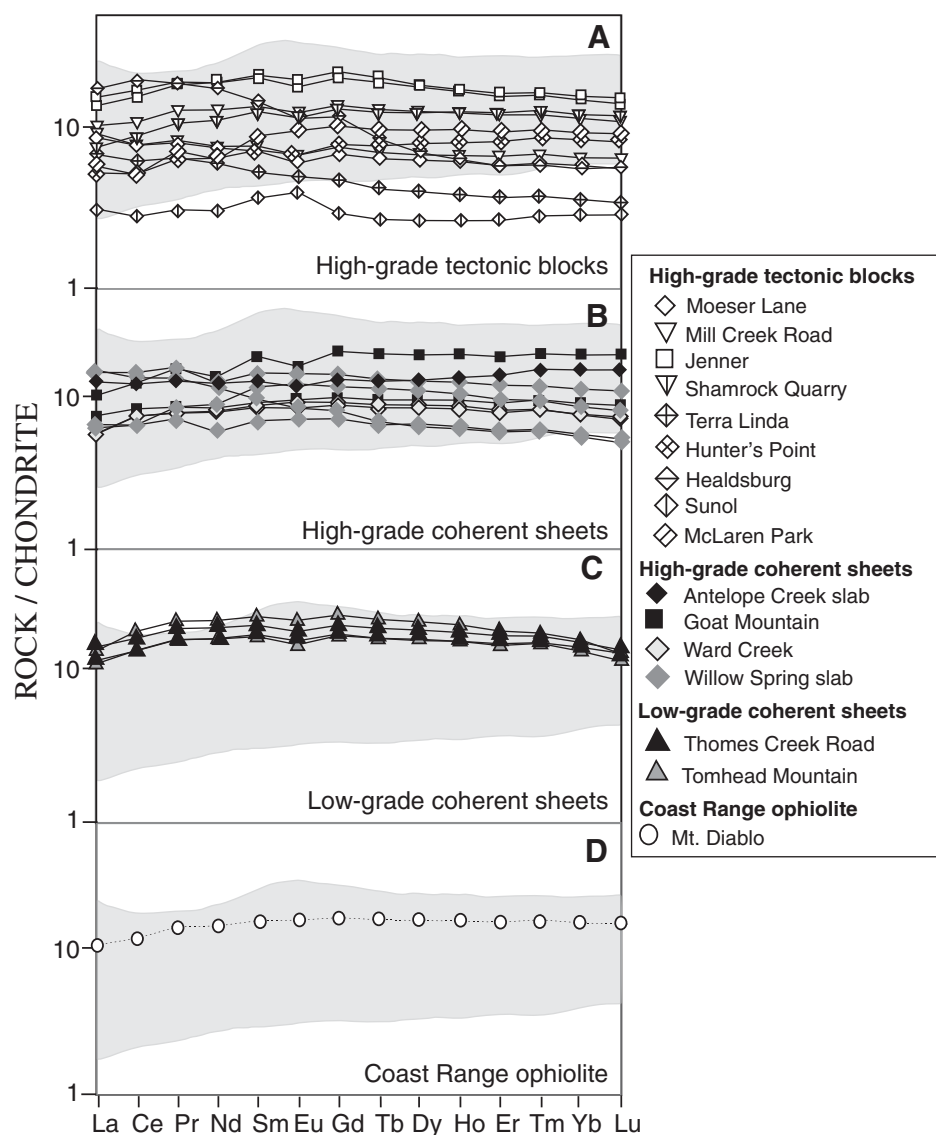 ROCK / CHONDRITE
A
10
High-grade tectonic blocks
1
B
10
High-grade coherent sheets
1
C
10
Low-grade coherent sheets
1
D
10
Coast Range ophiolite
1
La Ce Pr Nd Sm Eu Gd Tb Dy Ho Er Tm Yb Lu
High-grade tectonic blocks
Moeser Lane
Mill Creek Road
Jenner
Shamrock Quarry
Terra Linda
Hunter's Point
Healdsburg
Sunol
McLaren Park
High-grade coherent sheets
Antelope Creek slab
Goat Mountain
Ward Creek
Willow Spring slab
Low-grade coherent sheets
Thomes Creek Road
Tomhead Mountain
Coast Range ophiolite
Mt. Diablo